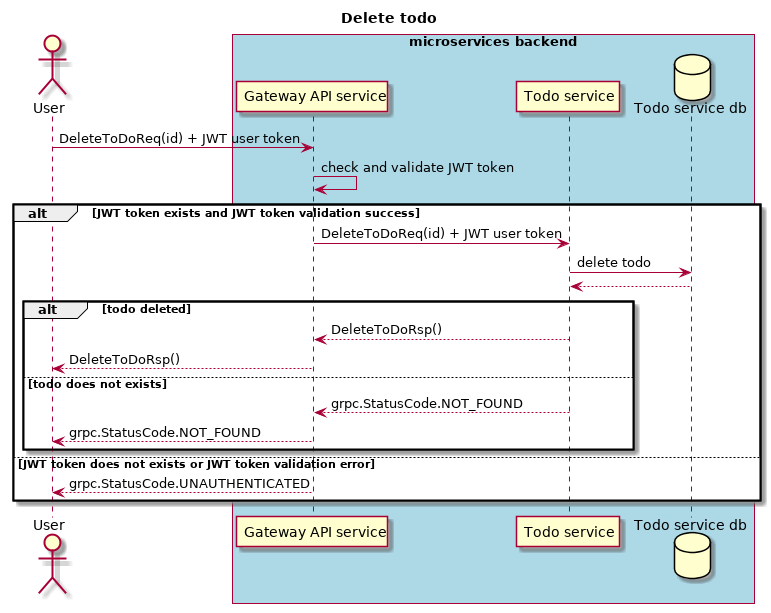 Delete todo
microservices backend
User
Gateway API service
Todo service
Todo service db
DeleteToDoReq(id) + JWT user token
check and validate JWT token
alt
[JWT token exists and JWT token validation success]
DeleteToDoReq(id) + JWT user token
delete todo
alt
[todo deleted]
DeleteToDoRsp()
DeleteToDoRsp()
[todo does not exists]
grpc.StatusCode.NOT_FOUND
grpc.StatusCode.NOT_FOUND
[JWT token does not exists or JWT token validation error]
grpc.StatusCode.UNAUTHENTICATED
User
Gateway API service
Todo service
Todo service db